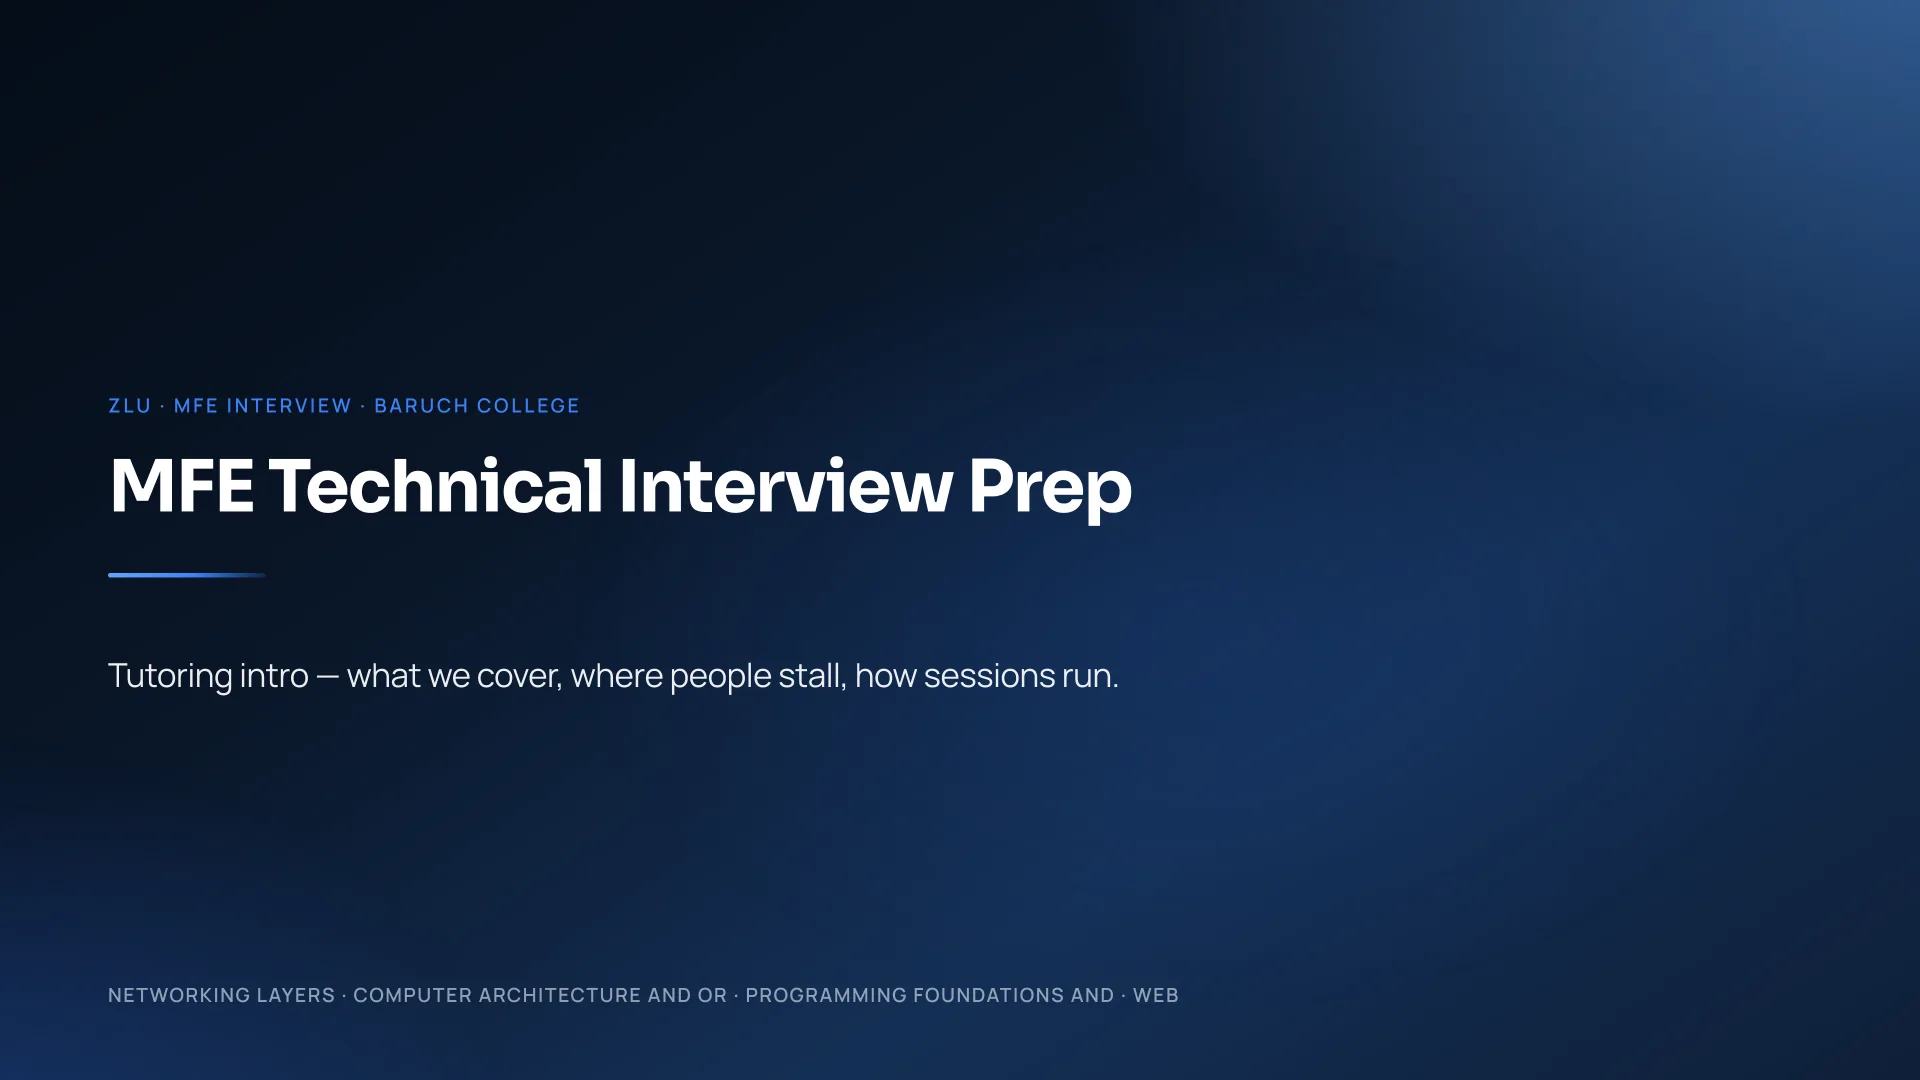 ZLU · MFE INTERVIEW · BARUCH COLLEGE
MFE Technical Interview Prep
Tutoring intro — what we cover, where people stall, how sessions run.
NETWORKING LAYERS · COMPUTER ARCHITECTURE AND OR · PROGRAMMING FOUNDATIONS AND · WEB